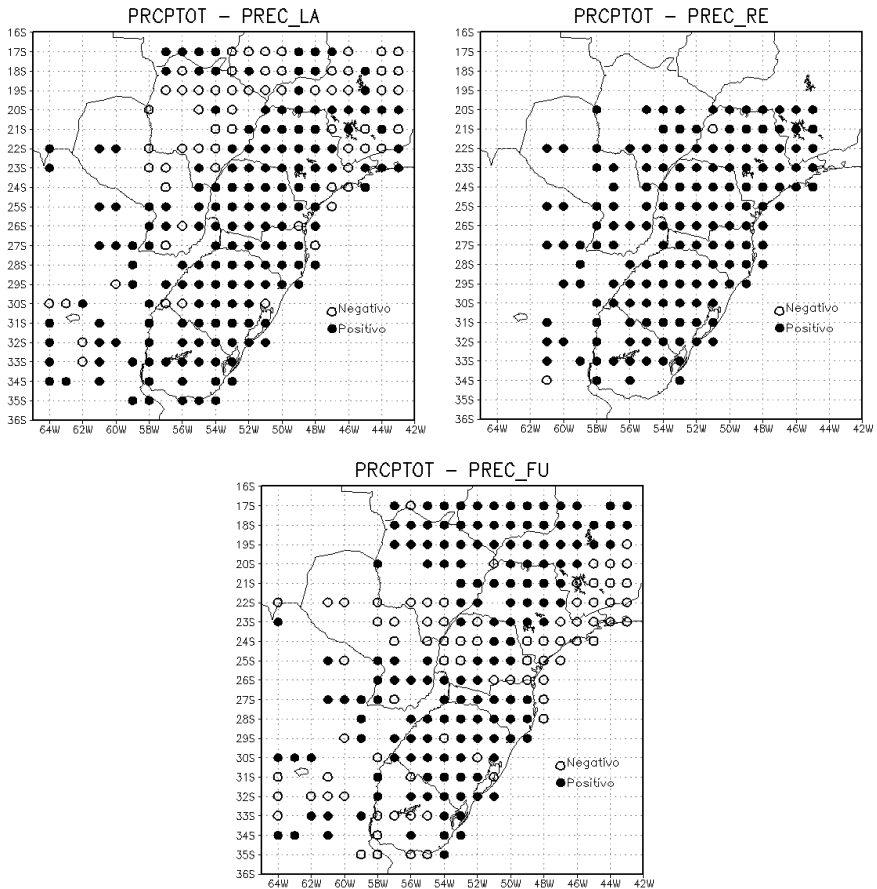 PRCPTOT – PREC_LA
16S
17S
18S
19S
20S
21S
22S
23S
24S
25S
26S
27S
28S
29S
30S
31S
32S
33S
34S
35S
36S
64W 62W 60W 58W 56W 54W 52W 50W 48W 46W 44W 42W
Negativo
Positivo
PRCPTOT – PREC_RE
16S
17S
18S
19S
20S
21S
22S
23S
24S
25S
26S
27S
28S
29S
30S
31S
32S
33S
34S
35S
36S
64W 62W 60W 58W 56W 54W 52W 50W 48W 46W 44W 42W
Negativo
Positivo
PRCPTOT – PREC_FU
16S
17S
18S
19S
20S
21S
22S
23S
24S
25S
26S
27S
28S
29S
30S
31S
32S
33S
34S
35S
36S
64W 62W 60W 58W 56W 54W 52W 50W 48W 46W 44W 42W
Negativo
Positivo